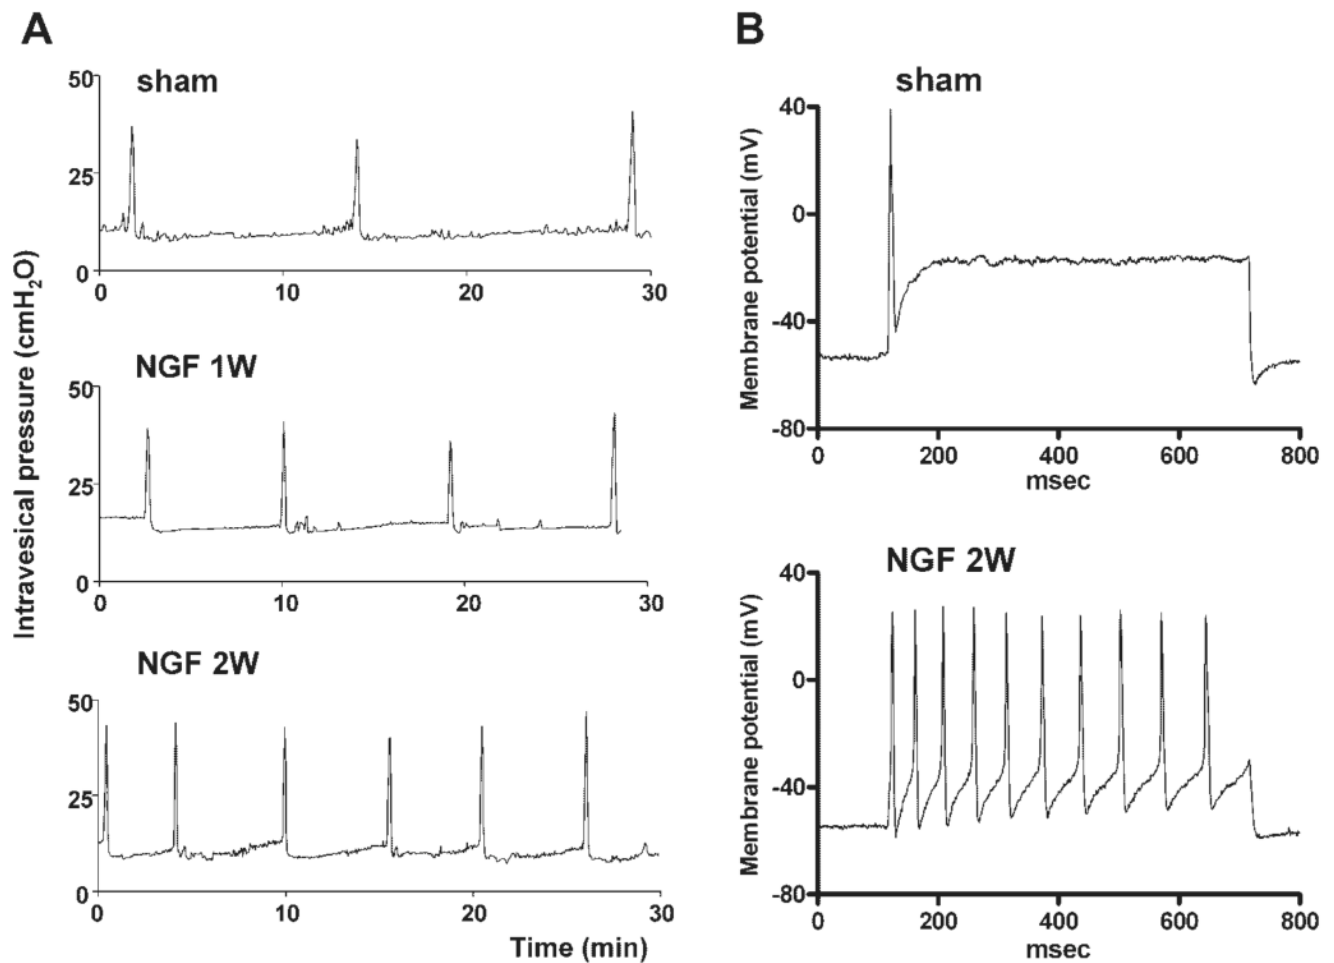 A
Intravesical pressure (cmH₂O)
sham
50
25
0
0 10 20 30
NGF 1W
50
25
0
0 10 20 30
NGF 2W
50
25
0
0 10 20 30
Time (min)
B
sham
Membrane potential (mV)
40
0
-40
-80
0 200 400 600 800
msec
NGF 2W
Membrane potential (mV)
40
0
-40
-80
0 200 400 600 800
msec